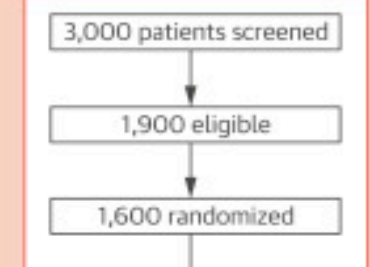 3,000 patients screened
1,900 eligible
1,600 randomized